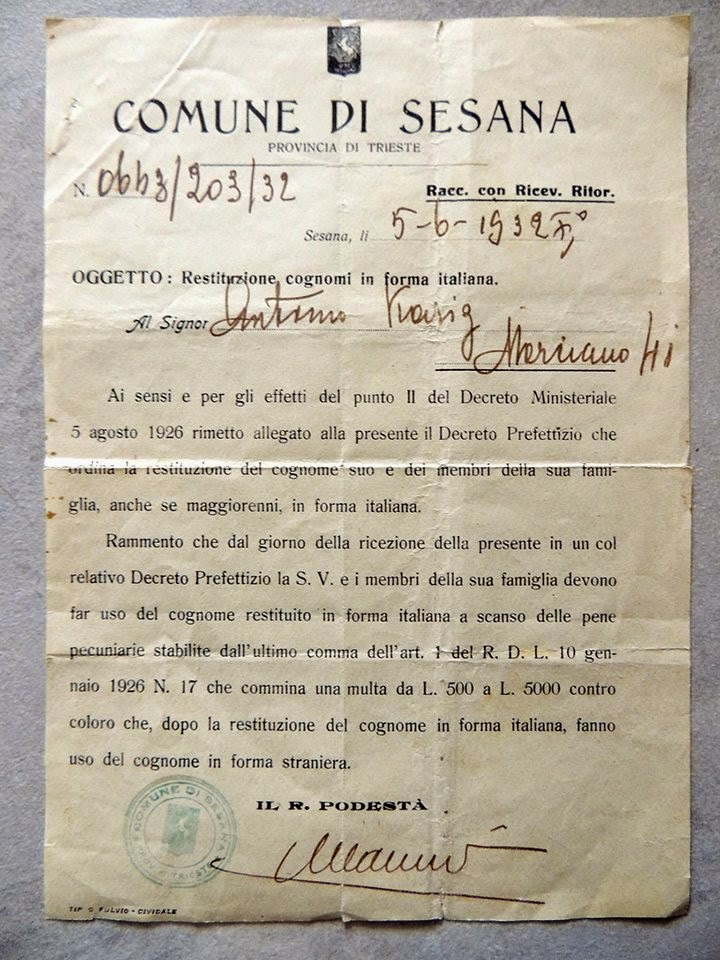 COMUNE DI SESANA
PROVINCIA DI TRIESTE
N. 0663/203/32
Racc. con Ricev. Ritor.
Sesana, li 5-6-1932
OGGETTO: Restituzione cognomi in forma italiana.
Al Signor Antonio
41
Ai sensi e per gli effetti del punto II del Decreto Ministeriale
5 agosto 1926 rimetto allegato alla presente il Decreto Prefettizio che
ordina la restituzione del cognome suo e dei membri della sua fami-
glia, anche se maggiorenni, in forma italiana.
Rammento che dal giorno della ricezione della presente in un col
relativo Decreto Prefettizio la S. V. e i membri della sua famiglia devono
far uso del cognome restituito in forma italiana a scanso delle pene
pecuniarie stabilite dall'ultimo comma dell'art. 1 del R. D. L. 10 gen-
naio 1926 N. 17 che commina una multa da L. 500 a L. 5000 contro
coloro che, dopo la restituzione del cognome in forma italiana, fanno
uso del cognome in forma straniera.
IL R. PODESTÀ
COMUNE DI SESANA
PROV. DI TRIESTE
TIP G FULVIO - CIVIDALE